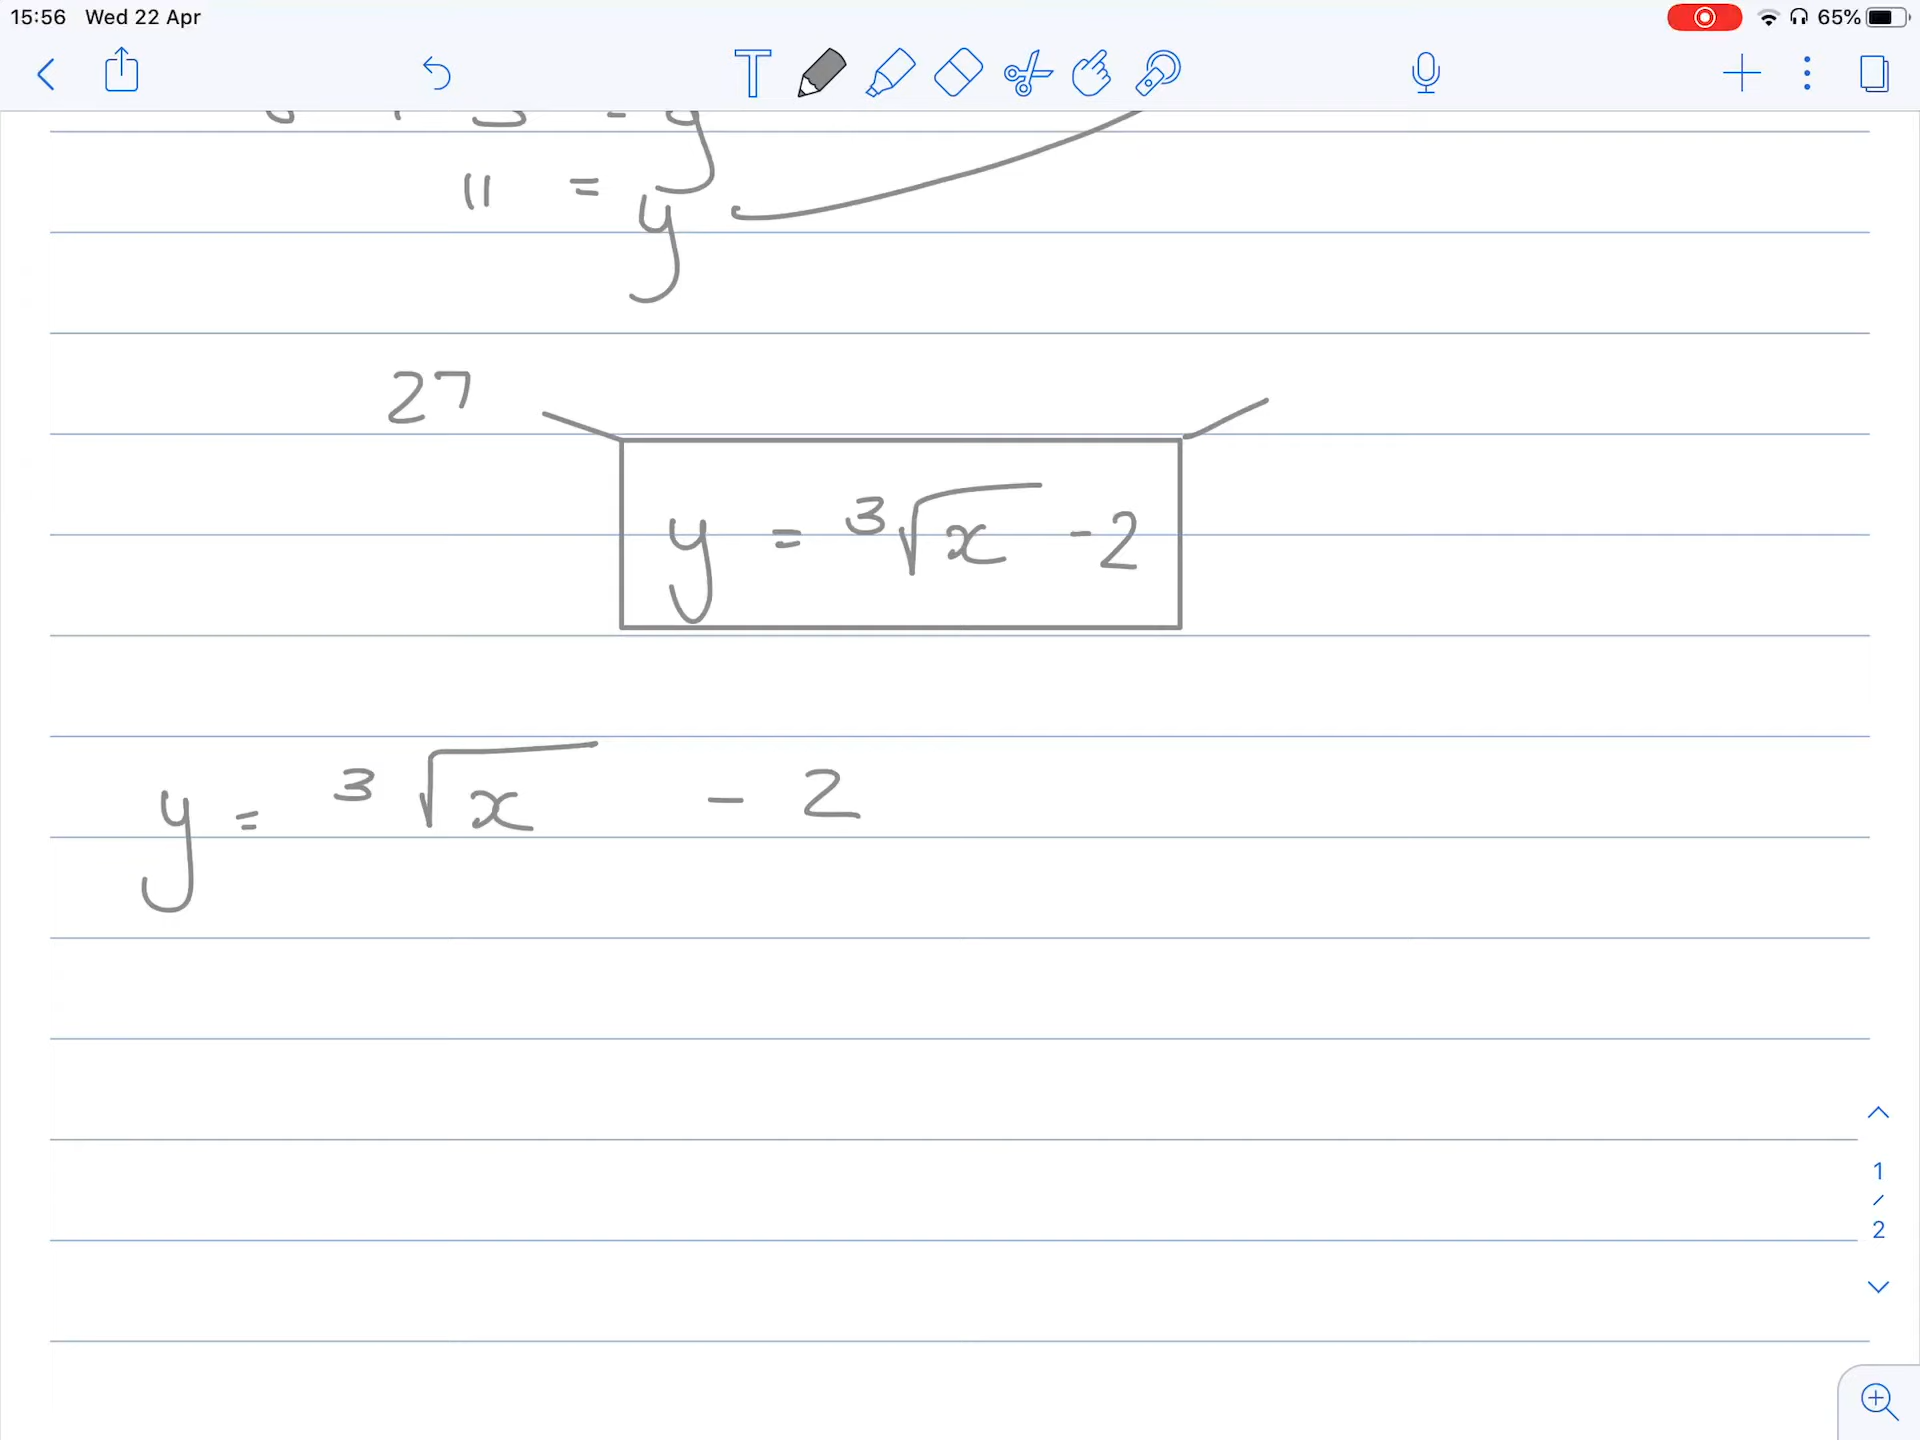 15:56 Wed 22 Apr 65%
T
11 = y
27
y = ³√x - 2
y = ³√x - 2
1
/
2